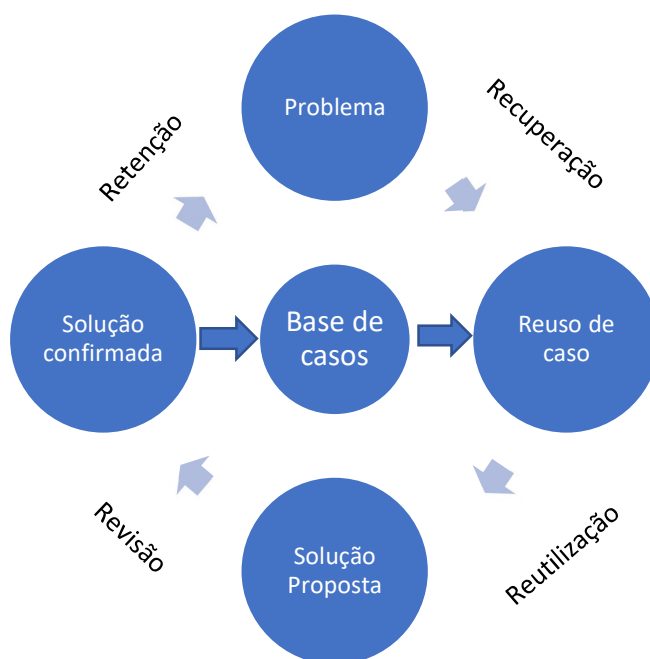 Problema
Recuperação
Retenção
Solução
confirmada
Base de
casos
Reuso de
caso
Revisão
Solução
Proposta
Reutilização